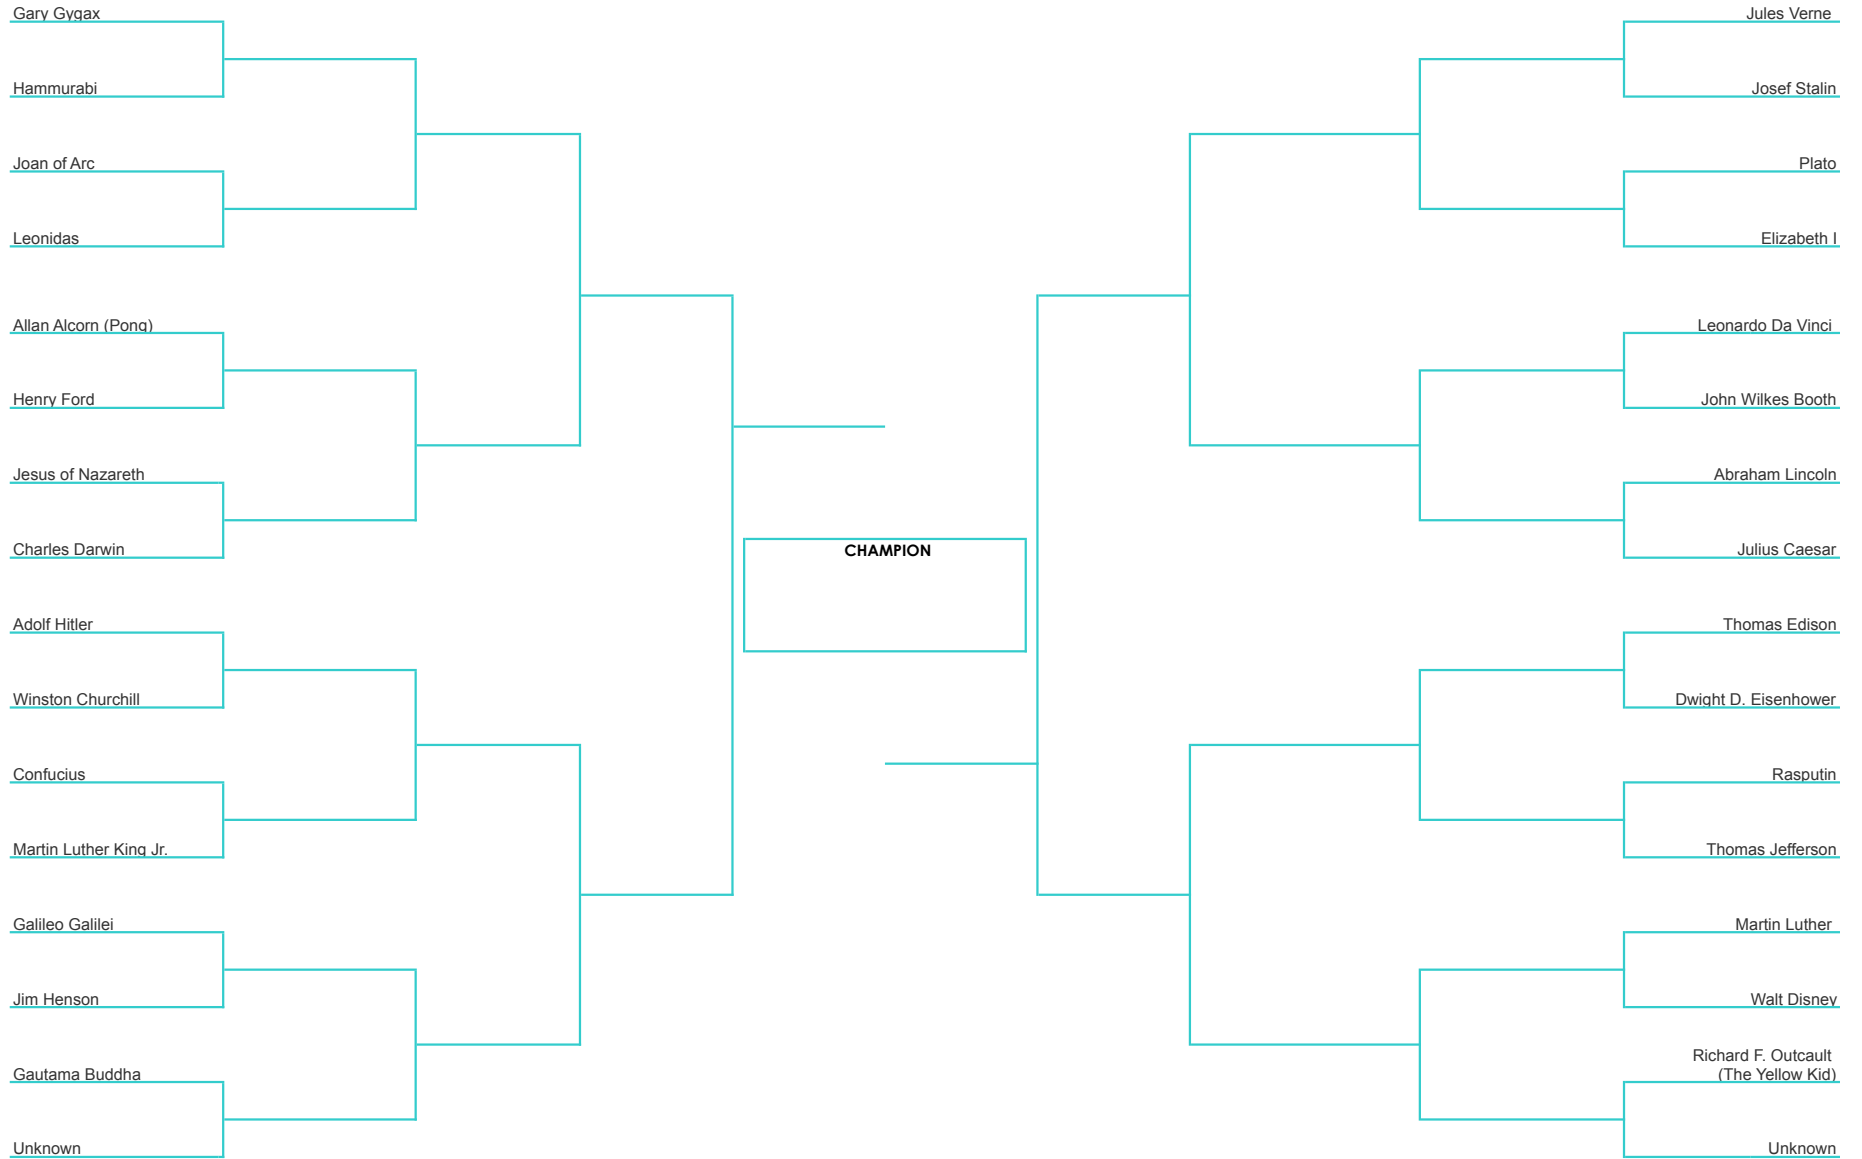 Gary Gygax
Hammurabi
Joan of Arc
Leonidas
Allan Alcorn (Pong)
Henry Ford
Jesus of Nazareth
Charles Darwin
Adolf Hitler
Winston Churchill
Confucius
Martin Luther King Jr.
Galileo Galilei
Jim Henson
Gautama Buddha
Unknown
CHAMPION
Jules Verne
Josef Stalin
Plato
Elizabeth I
Leonardo Da Vinci
John Wilkes Booth
Abraham Lincoln
Julius Caesar
Thomas Edison
Dwight D. Eisenhower
Rasputin
Thomas Jefferson
Martin Luther
Walt Disney
Richard F. Outcault
(The Yellow Kid)
Unknown